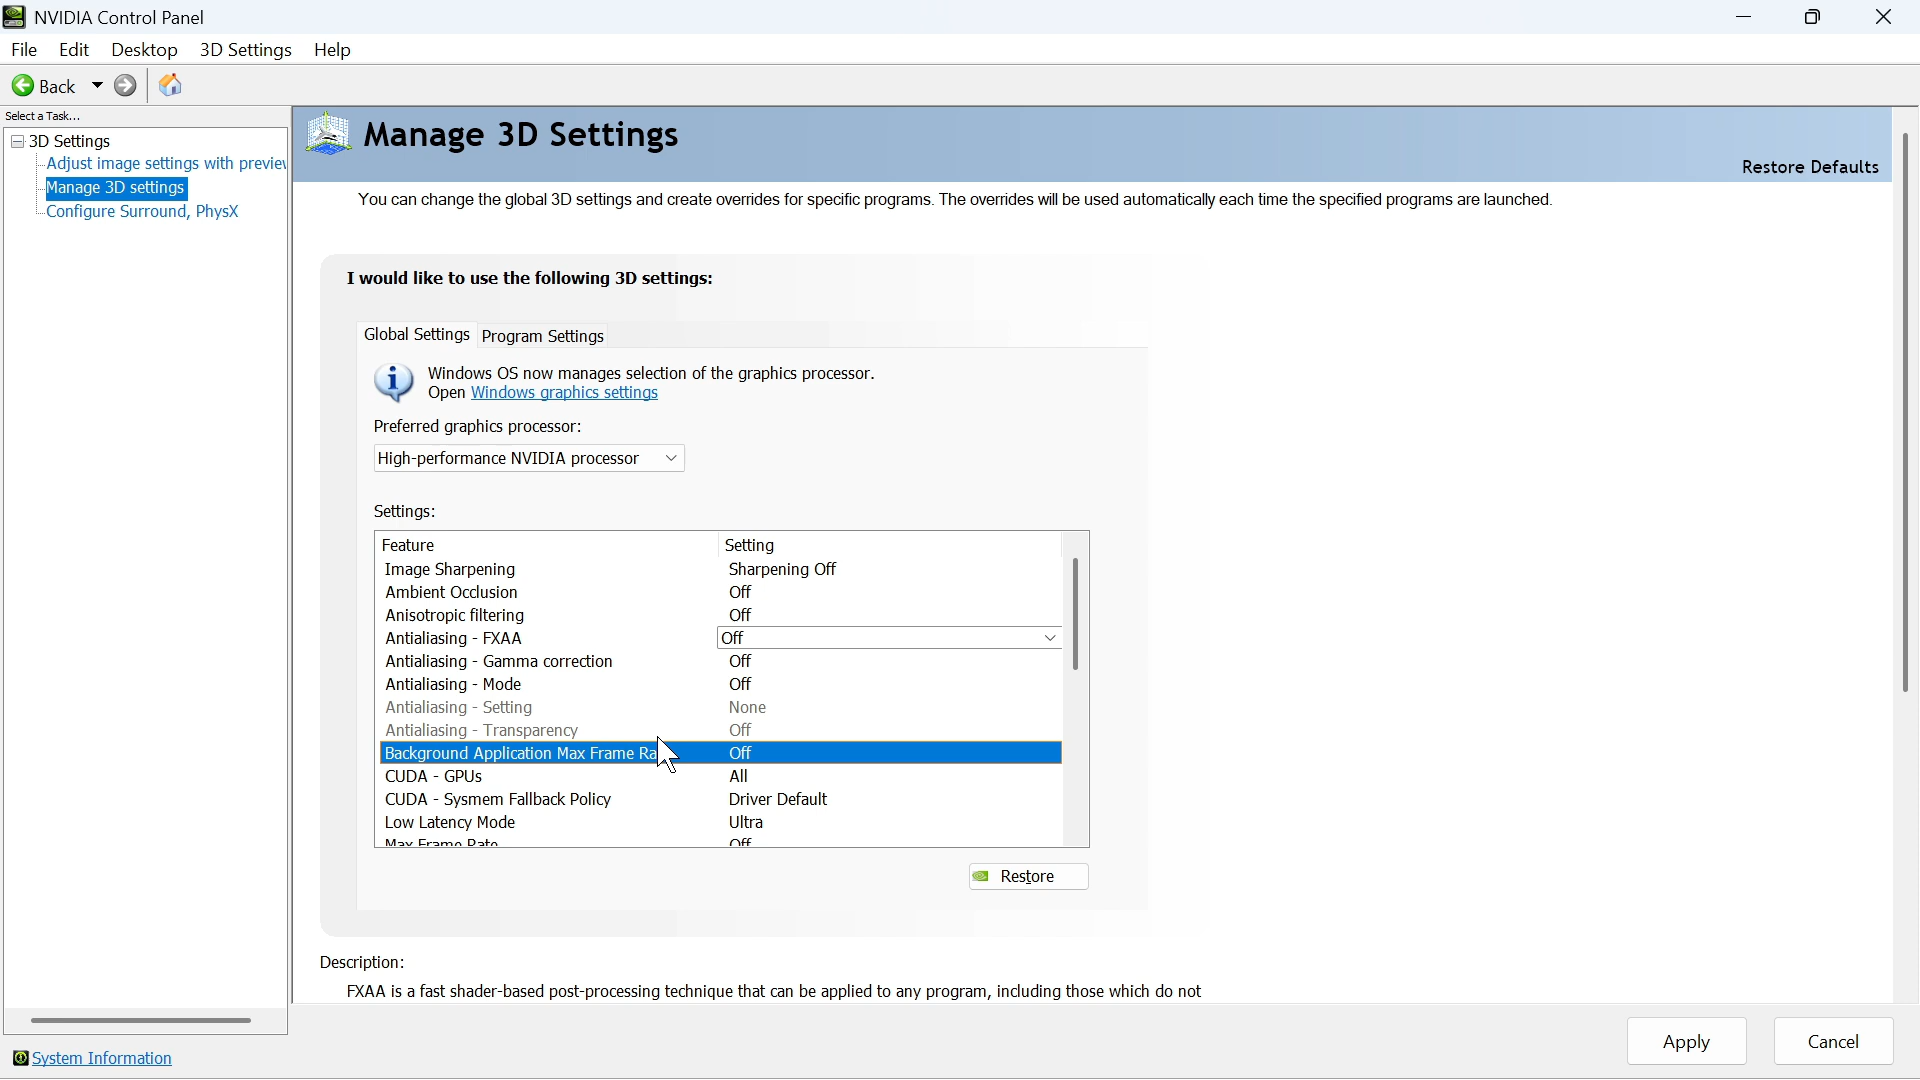 NVIDIA Control Panel
File Edit Desktop 3D Settings Help
Back
Select a Task...
3D Settings
Adjust image settings with preview
Manage 3D settings
Configure Surround, PhysX
System Information
Manage 3D Settings
Restore Defaults
You can change the global 3D settings and create overrides for specific programs. The overrides will be used automatically each time the specified programs are launched.
I would like to use the following 3D settings:
Global Settings Program Settings
Windows OS now manages selection of the graphics processor.
Open Windows graphics settings
Preferred graphics processor:
High-performance NVIDIA processor
Settings:
Feature Setting
Image Sharpening Sharpening Off
Ambient Occlusion Off
Anisotropic filtering Off
Antialiasing - FXAA Off
Antialiasing - Gamma correction Off
Antialiasing - Mode Off
Antialiasing - Setting None
Antialiasing - Transparency Off
Background Application Max Frame Ra Off
CUDA - GPUs All
CUDA - Sysmem Fallback Policy Driver Default
Low Latency Mode Ultra
Max Frame Rate Off
Restore
Description:
FXAA is a fast shader-based post-processing technique that can be applied to any program, including those which do not
Apply Cancel